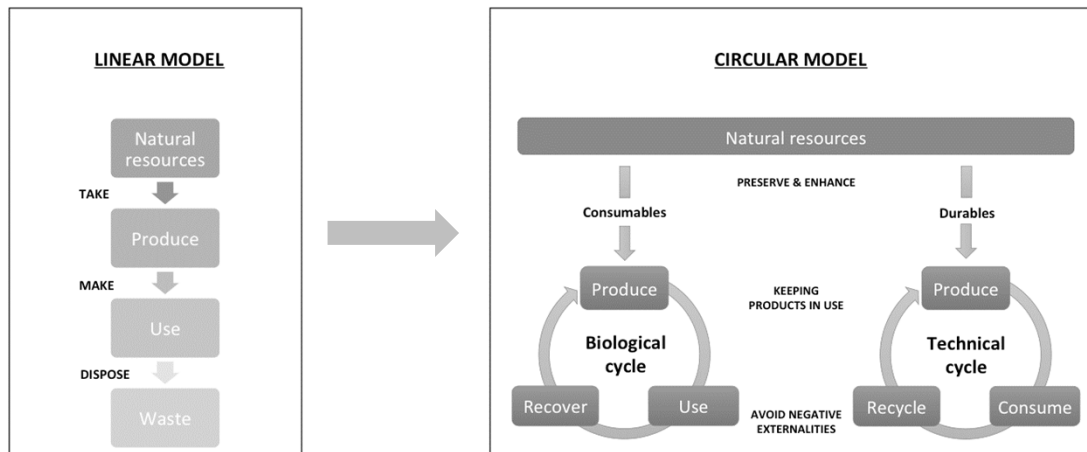 LINEAR MODEL
Natural
resources
TAKE
Produce
MAKE
Use
DISPOSE
Waste
CIRCULAR MODEL
Natural resources
PRESERVE & ENHANCE
Consumables
Durables
Produce
KEEPING
PRODUCTS IN USE
Produce
Biological
cycle
Technical
cycle
Recover
Use
AVOID NEGATIVE
EXTERNALITIES
Recycle
Consume